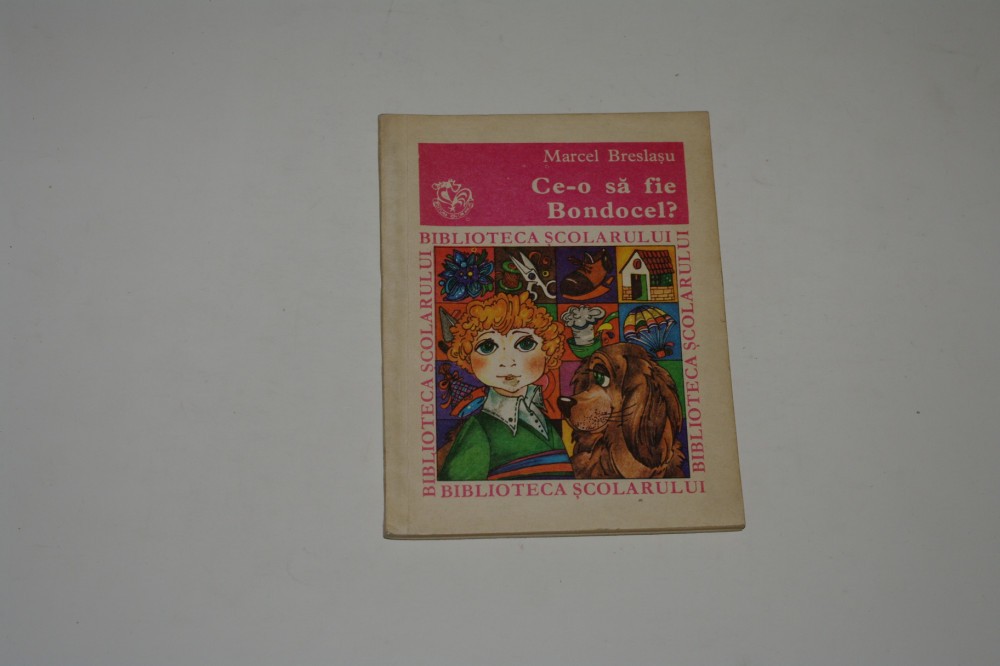 Marcel Breslașu
Ce-o să fie
Bondocel?
BIBLIOTECA ȘCOLARULUI
BIBLIOTECA ȘCOLARULUI
BIBLIOTECA ȘCOLARULUI
BIBLIOTECA ȘCOLARULUI